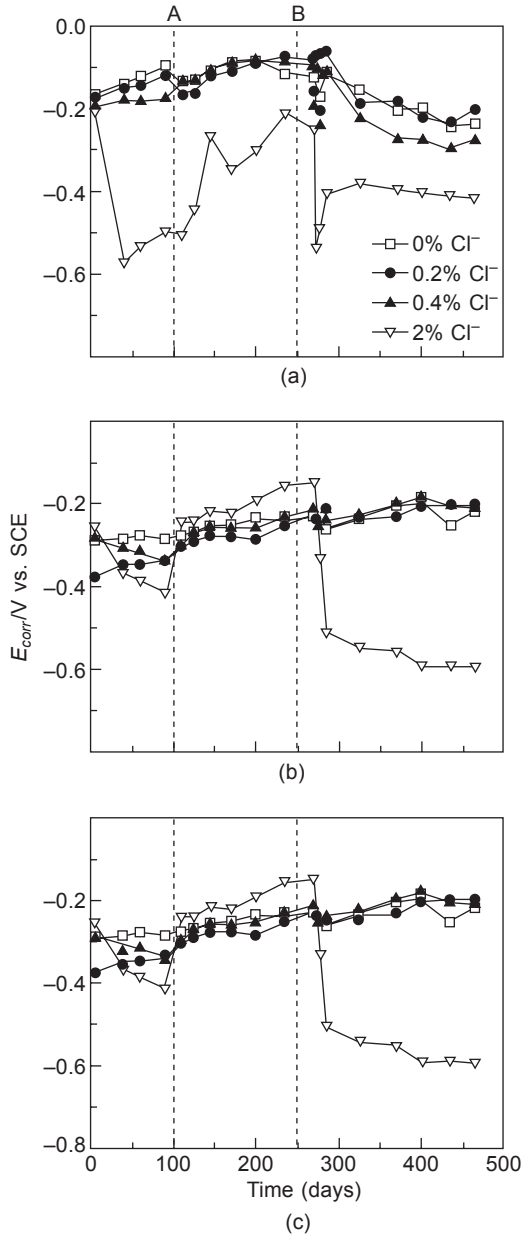 A B
0.0
–0.2
–0.4
–0.6
0% Cl–
0.2% Cl–
0.4% Cl–
2% Cl–
(a)
–0.2
–0.4
–0.6
Ecorr/V vs. SCE
(b)
–0.2
–0.4
–0.6
–0.8
0 100 200 300 400 500
Time (days)
(c)